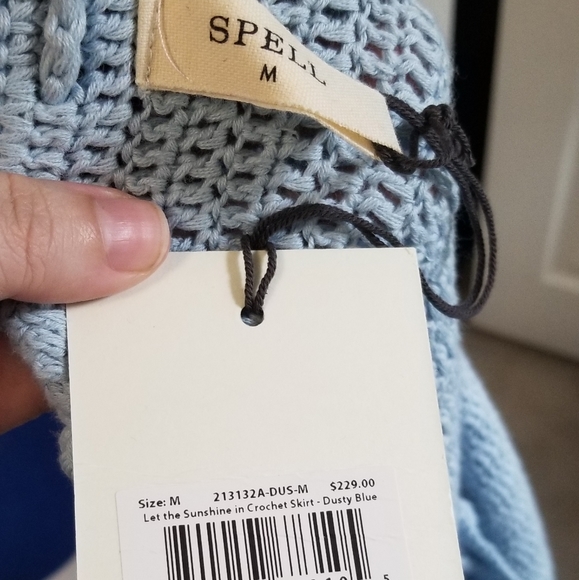 SPELL
M
Size: M 213132A-DUS-M $229.00
Let the Sunshine in Crochet Skirt - Dusty Blue